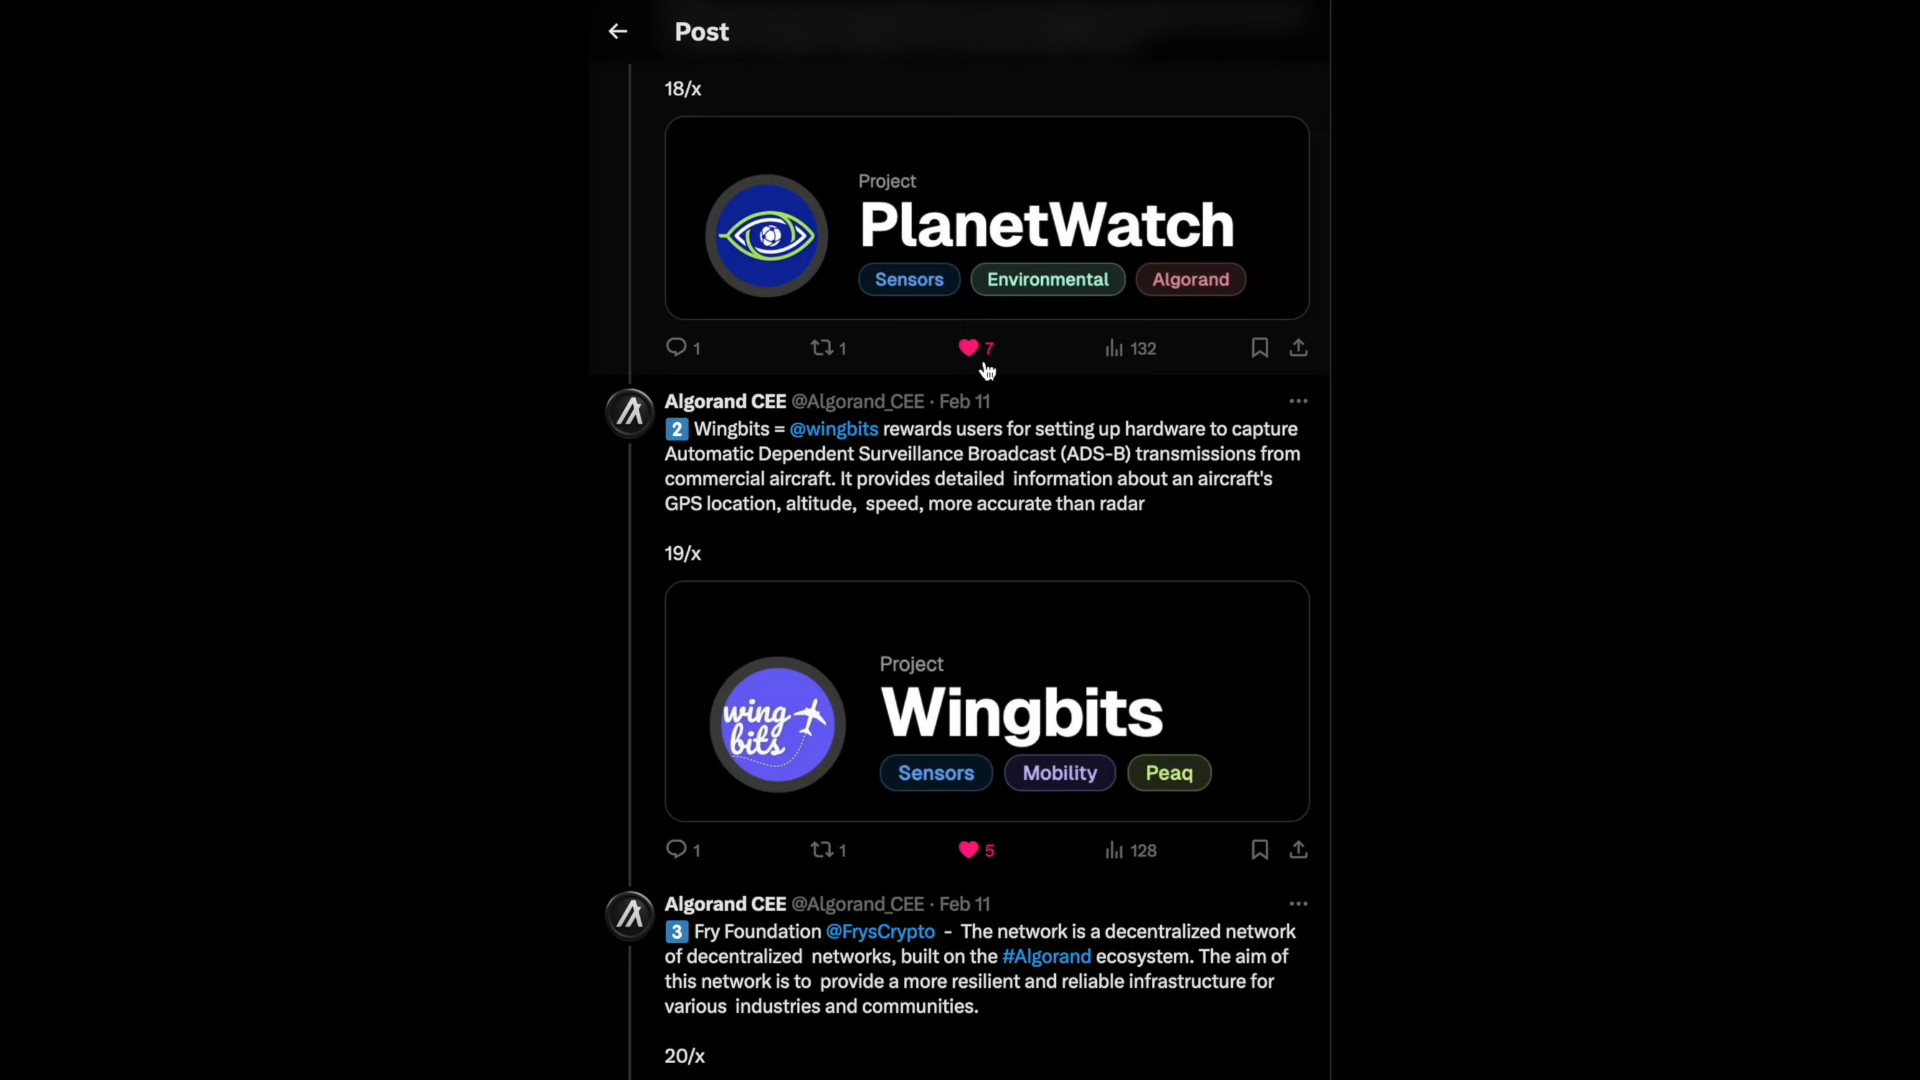 Post
18/x
Project
PlanetWatch
Sensors Environmental Algorand
1 1 7 132
Algorand CEE @Algorand_CEE · Feb 11
2 Wingbits = @wingbits rewards users for setting up hardware to capture
Automatic Dependent Surveillance Broadcast (ADS-B) transmissions from
commercial aircraft. It provides detailed information about an aircraft's
GPS location, altitude, speed, more accurate than radar
19/x
Project
wing
bits
Wingbits
Sensors Mobility Peaq
1 1 5 128
Algorand CEE @Algorand_CEE · Feb 11
3 Fry Foundation @FrysCrypto - The network is a decentralized network
of decentralized networks, built on the #Algorand ecosystem. The aim of
this network is to provide a more resilient and reliable infrastructure for
various industries and communities.
20/x